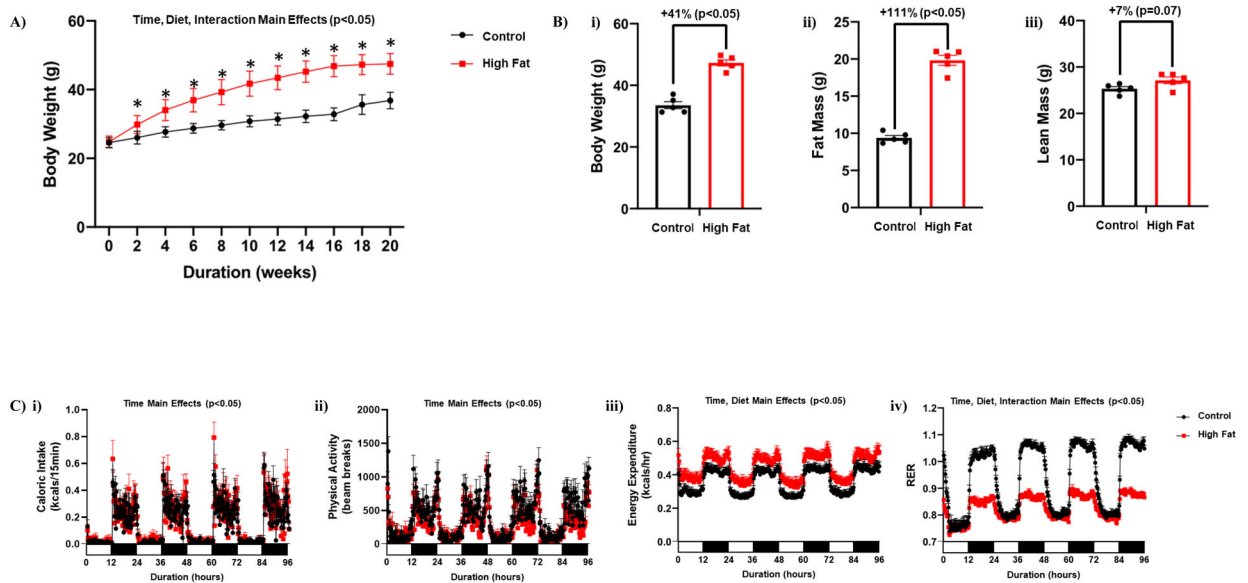 A)
Time, Diet, Interaction Main Effects (p<0.05)
Body Weight (g)
60
40
20
0
* * * * * * * * * *
0 2 4 6 8 10 12 14 16 18 20
Duration (weeks)
Control
High Fat
B) i)
+41% (p<0.05)
Body Weight (g)
60
40
20
0
Control High Fat
ii)
+111% (p<0.05)
Fat Mass (g)
25
20
15
10
5
0
Control High Fat
iii)
+7% (p=0.07)
Lean Mass (g)
40
30
20
10
0
Control High Fat
C) i)
Time Main Effects (p<0.05)
Caloric Intake
(kcals/15min)
1.0
0.8
0.6
0.4
0.2
0.0
0 12 24 36 48 60 72 84 96
Duration (hours)
ii)
Time Main Effects (p<0.05)
Physical Activity
(beam breaks)
2000
1750
1500
1250
1000
750
500
250
0
0 12 24 36 48 60 72 84 96
Duration (hours)
iii)
Time, Diet Main Effects (p<0.05)
Energy Expenditure
(kcals/hr)
0.8
0.6
0.4
0.2
0.0
0 12 24 36 48 60 72 84 96
Duration (hours)
iv)
Time, Diet, Interaction Main Effects (p<0.05)
RER
1.2
1.1
1.0
0.9
0.8
0.7
0 12 24 36 48 60 72 84 96
Duration (hours)
Control
High Fat